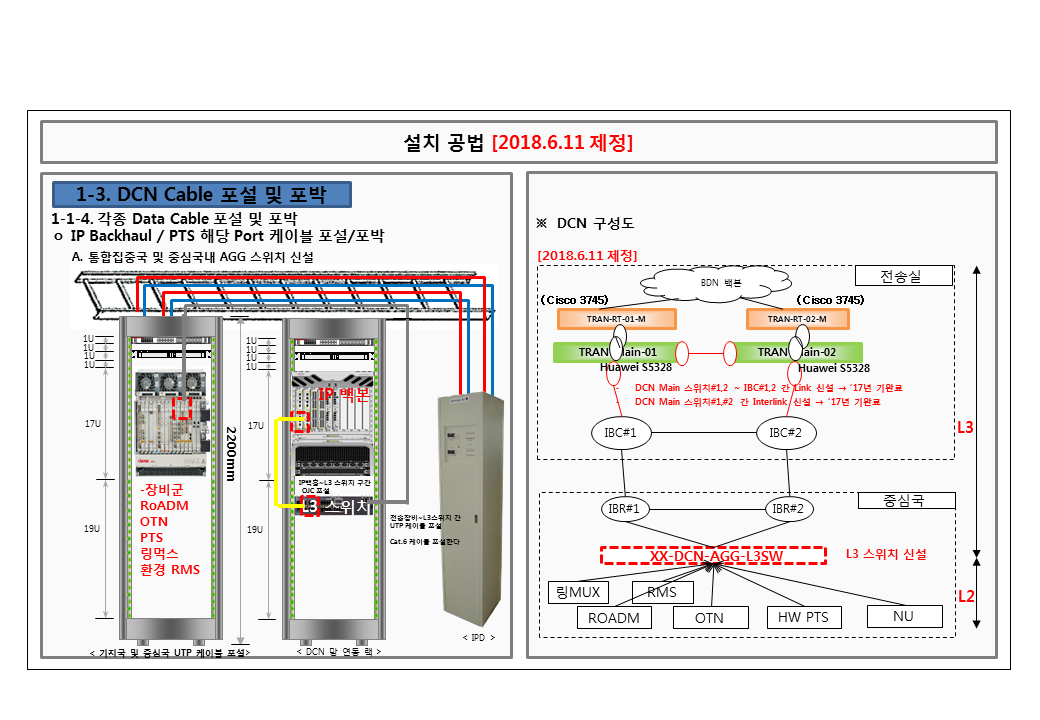 설치 공법 [2018.6.11 제정]
1-3. DCN Cable 포설 및 포박
1-1-4. 각종 Data Cable 포설 및 포박
ㅇ IP Backhaul / PTS 해당 Port 케이블 포설/포박
A. 통합집중국 및 중심국내 AGG 스위치 신설
1U
1U
1U
1U
17U
19U
-장비군
RoADM
OTN
PTS
링먹스
환경 RMS
2200mm
1U
1U
1U
1U
17U
19U
IP 백본
IP백홀~L3 스위치 구간
OJC 포설
L3 스위치
전송장비~L3스위치 간
UTP 케이블 포설
Cat.6 케이블 포설한다
< 기지국 및 중심국 UTP 케이블 포설>
< DCN 망 연동 랙 >
< IPD >
※ DCN 구성도
[2018.6.11 제정]
전송실
BDN 백본
(Cisco 3745)
(Cisco 3745)
TRAN-RT-01-M
TRAN-RT-02-M
TRAN ain-01
TRAN ain-02
Huawei S5328
Huawei S5328
DCN Main 스위치#1,2 ~ IBC#1,2 간 Link 신설 → '17년 기완료
DCN Main 스위치#1,#2 간 Interlink 신설 → '17년 기완료
IBC#1
IBC#2
L3
중심국
IBR#1
IBR#2
XX-DCN-AGG-L3SW
L3 스위치 신설
링MUX
RMS
L2
ROADM
OTN
HW PTS
NU